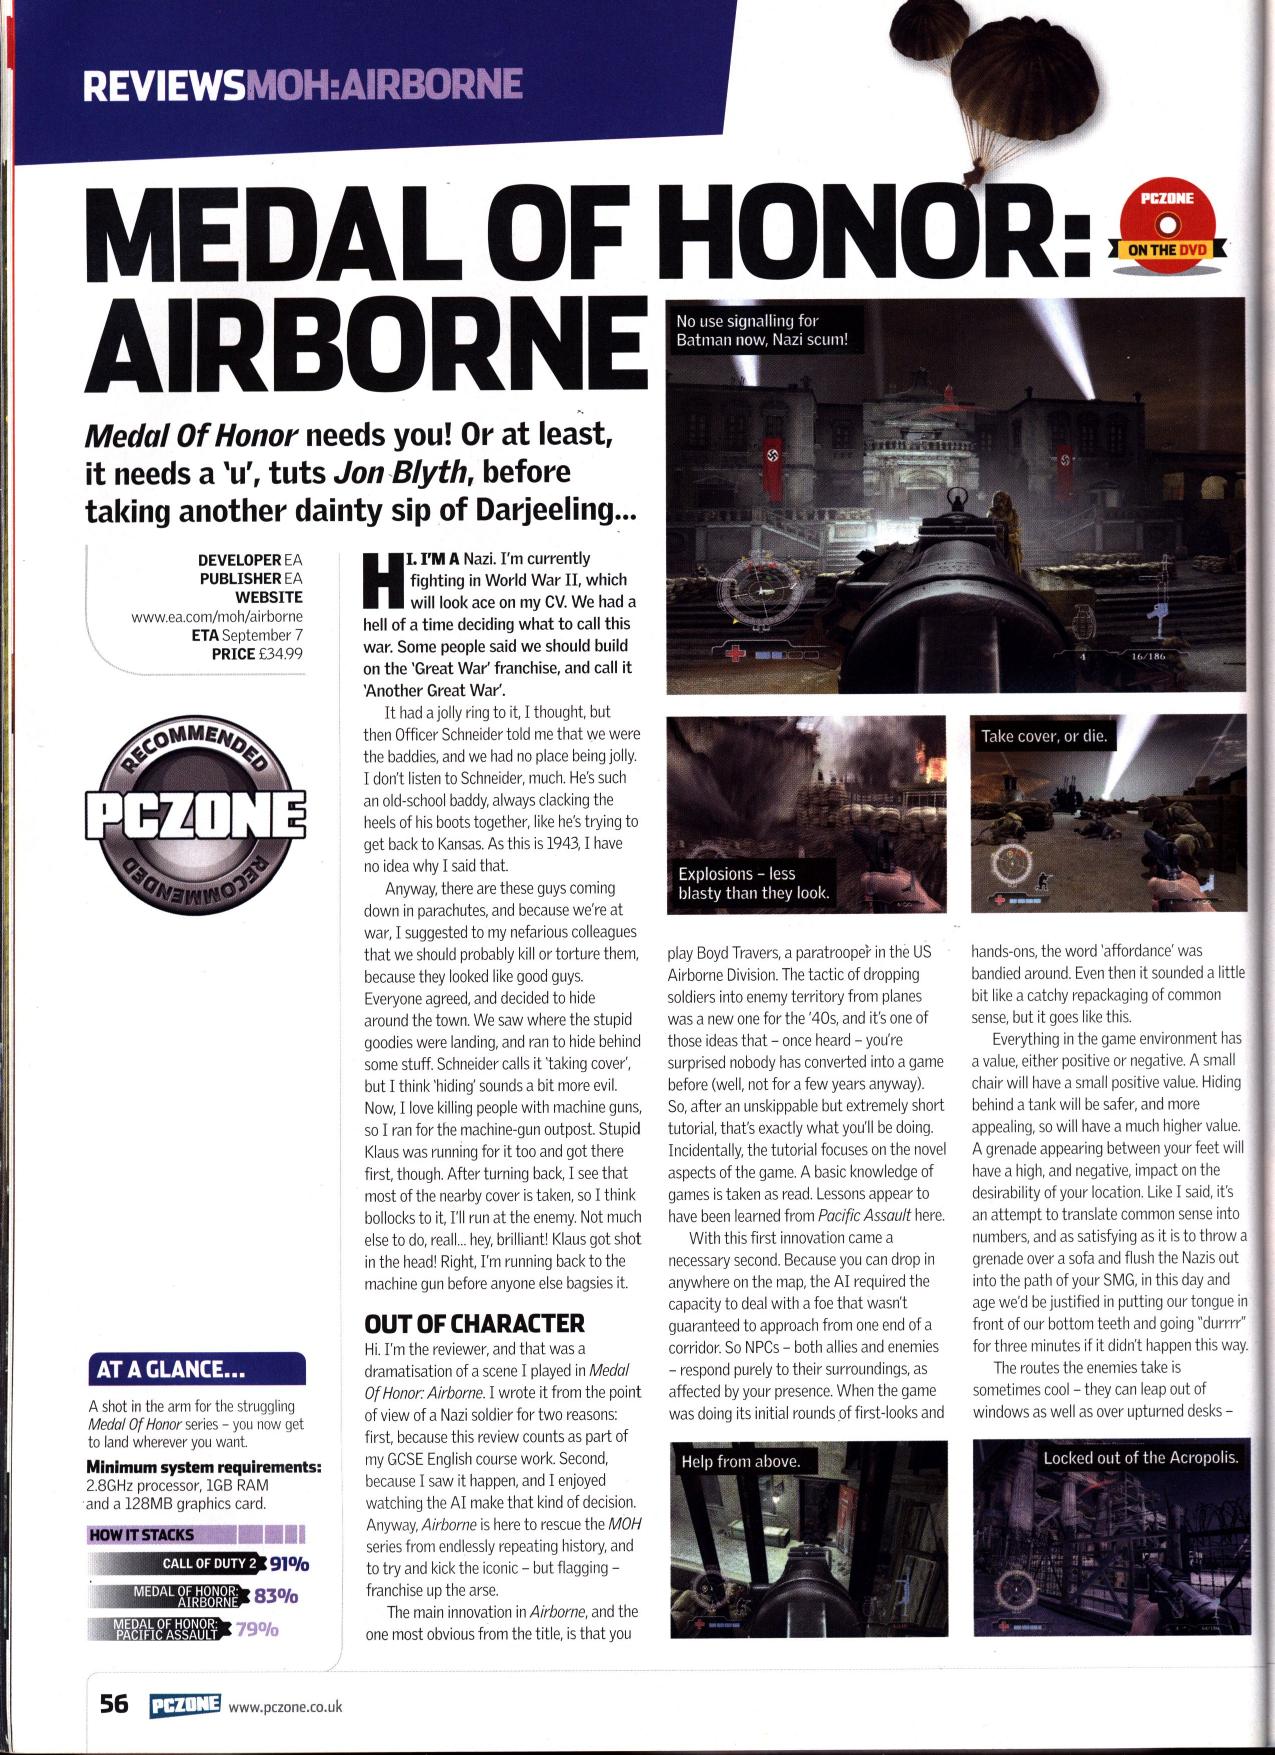 REVIEWSMOH:AIRBORNE
MEDAL OF HONOR:
AIRBORNE
PCZONE
ON THE DVD
Medal Of Honor needs you! Or at least,
it needs a 'u', tuts Jon Blyth, before
taking another dainty sip of Darjeeling...
DEVELOPER EA
PUBLISHER EA
WEBSITE
www.ea.com/moh/airborne
ETA September 7
PRICE £34.99
RECOMMENDED
PCZONE
RECOMMENDED
AT A GLANCE...
A shot in the arm for the struggling
Medal Of Honor series – you now get
to land wherever you want.
Minimum system requirements:
2.8GHz processor, 1GB RAM
and a 128MB graphics card.
HOW IT STACKS
CALL OF DUTY 2 91%
MEDAL OF HONOR:
AIRBORNE 83%
MEDAL OF HONOR:
PACIFIC ASSAULT 79%
HI. I'M A Nazi. I'm currently
fighting in World War II, which
will look ace on my CV. We had a
hell of a time deciding what to call this
war. Some people said we should build
on the 'Great War' franchise, and call it
'Another Great War'.
It had a jolly ring to it, I thought, but
then Officer Schneider told me that we were
the baddies, and we had no place being jolly.
I don't listen to Schneider, much. He's such
an old-school baddy, always clacking the
heels of his boots together, like he's trying to
get back to Kansas. As this is 1943, I have
no idea why I said that.
Anyway, there are these guys coming
down in parachutes, and because we're at
war, I suggested to my nefarious colleagues
that we should probably kill or torture them,
because they looked like good guys.
Everyone agreed, and decided to hide
around the town. We saw where the stupid
goodies were landing, and ran to hide behind
some stuff. Schneider calls it 'taking cover',
but I think 'hiding' sounds a bit more evil.
Now, I love killing people with machine guns,
so I ran for the machine-gun outpost. Stupid
Klaus was running for it too and got there
first, though. After turning back, I see that
most of the nearby cover is taken, so I think
bollocks to it, I'll run at the enemy. Not much
else to do, reall... hey, brilliant! Klaus got shot
in the head! Right, I'm running back to the
machine gun before anyone else bagsies it.
OUT OF CHARACTER
Hi. I'm the reviewer, and that was a
dramatisation of a scene I played in Medal
Of Honor: Airborne. I wrote it from the point
of view of a Nazi soldier for two reasons:
first, because this review counts as part of
my GCSE English course work. Second,
because I saw it happen, and I enjoyed
watching the AI make that kind of decision.
Anyway, Airborne is here to rescue the MOH
series from endlessly repeating history, and
to try and kick the iconic – but flagging –
franchise up the arse.
The main innovation in Airborne, and the
one most obvious from the title, is that you
No use signalling for
Batman now, Nazi scum!
4
16/186
Explosions – less
blasty than they look.
Take cover, or die.
play Boyd Travers, a paratrooper in the US
Airborne Division. The tactic of dropping
soldiers into enemy territory from planes
was a new one for the '40s, and it's one of
those ideas that – once heard – you're
surprised nobody has converted into a game
before (well, not for a few years anyway).
So, after an unskippable but extremely short
tutorial, that's exactly what you'll be doing.
Incidentally, the tutorial focuses on the novel
aspects of the game. A basic knowledge of
games is taken as read. Lessons appear to
have been learned from Pacific Assault here.
With this first innovation came a
necessary second. Because you can drop in
anywhere on the map, the AI required the
capacity to deal with a foe that wasn't
guaranteed to approach from one end of a
corridor. So NPCs – both allies and enemies
– respond purely to their surroundings, as
affected by your presence. When the game
was doing its initial rounds of first-looks and
hands-ons, the word 'affordance' was
bandied around. Even then it sounded a little
bit like a catchy repackaging of common
sense, but it goes like this.
Everything in the game environment has
a value, either positive or negative. A small
chair will have a small positive value. Hiding
behind a tank will be safer, and more
appealing, so will have a much higher value.
A grenade appearing between your feet will
have a high, and negative, impact on the
desirability of your location. Like I said, it's
an attempt to translate common sense into
numbers, and as satisfying as it is to throw a
grenade over a sofa and flush the Nazis out
into the path of your SMG, in this day and
age we'd be justified in putting our tongue in
front of our bottom teeth and going "durrrr"
for three minutes if it didn't happen this way.
The routes the enemies take is
sometimes cool – they can leap out of
windows as well as over upturned desks –
Help from above.
Locked out of the Acropolis.
56 PCZONE www.pczone.co.uk